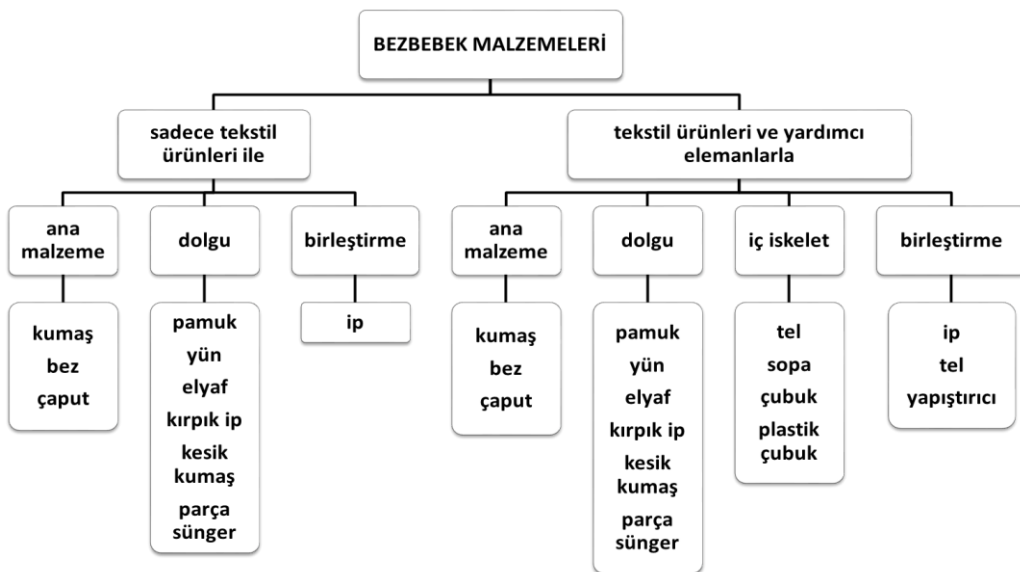 BEZBEBEK MALZEMELERİ
sadece tekstil
ürünleri ile
tekstil ürünleri ve yardımcı
elemanlarla
ana
malzeme
dolgu
birleştirme
ana
malzeme
dolgu
iç iskelet
birleştirme
kumaş
bez
çaput
pamuk
yün
elyaf
kırpık ip
kesik
kumaş
parça
sünger
ip
kumaş
bez
çaput
pamuk
yün
elyaf
kırpık ip
kesik
kumaş
parça
sünger
tel
sopa
çubuk
plastik
çubuk
ip
tel
yapıştırıcı